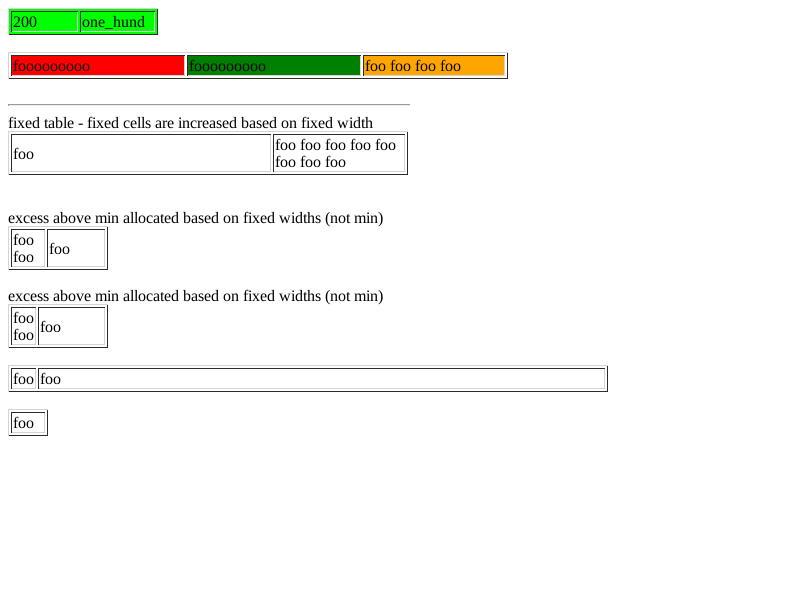 200 one_hund
fooooooooo fooooooooo foo foo foo foo
fixed table - fixed cells are increased based on fixed width
foo foo foo foo foo foo
foo foo foo
excess above min allocated based on fixed widths (not min)
foo
foo foo
excess above min allocated based on fixed widths (not min)
foo
foo foo
foo foo
foo